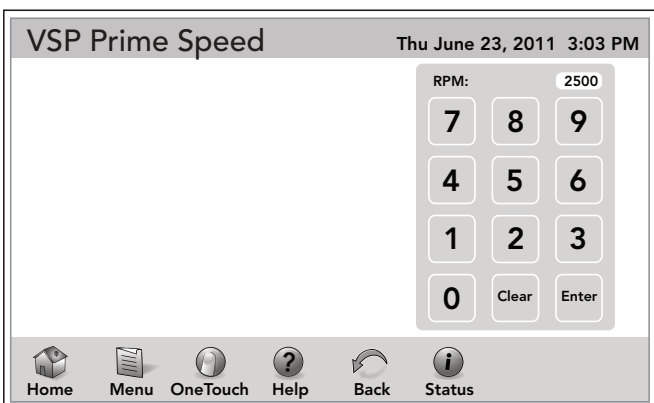 VSP Prime Speed Thu June 23, 2011 3:03 PM
RPM: 2500
7 8 9
4 5 6
1 2 3
0 Clear Enter
? i
Home Menu OneTouch Help Back Status